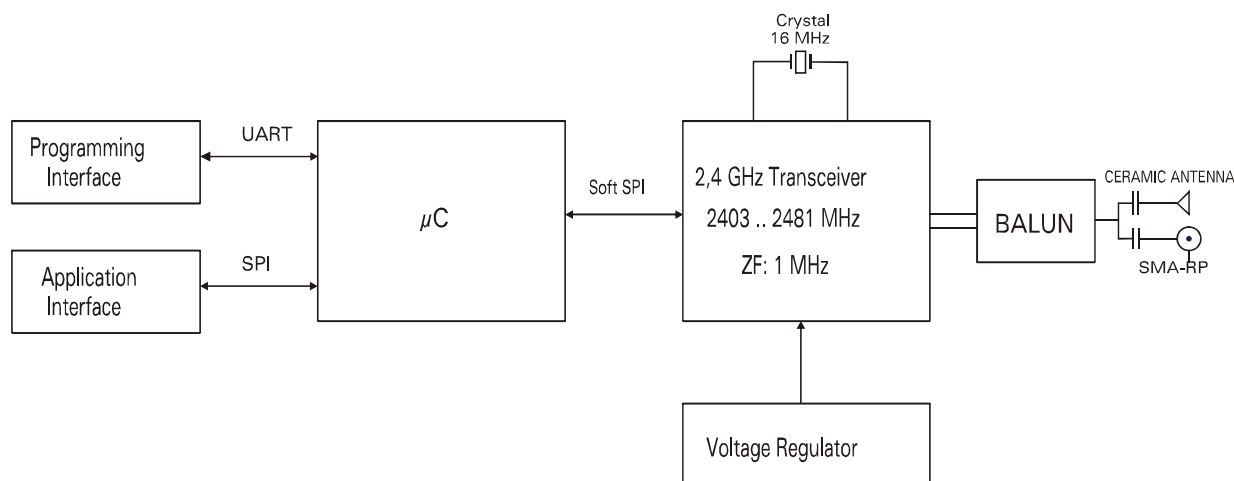 Crystal
16 MHz
Programming
Interface
UART
μC
Soft SPI
2,4 GHz Transceiver
2403 .. 2481 MHz
ZF: 1 MHz
BALUN
CERAMIC ANTENNA
SMA-RP
Application
Interface
SPI
Voltage Regulator